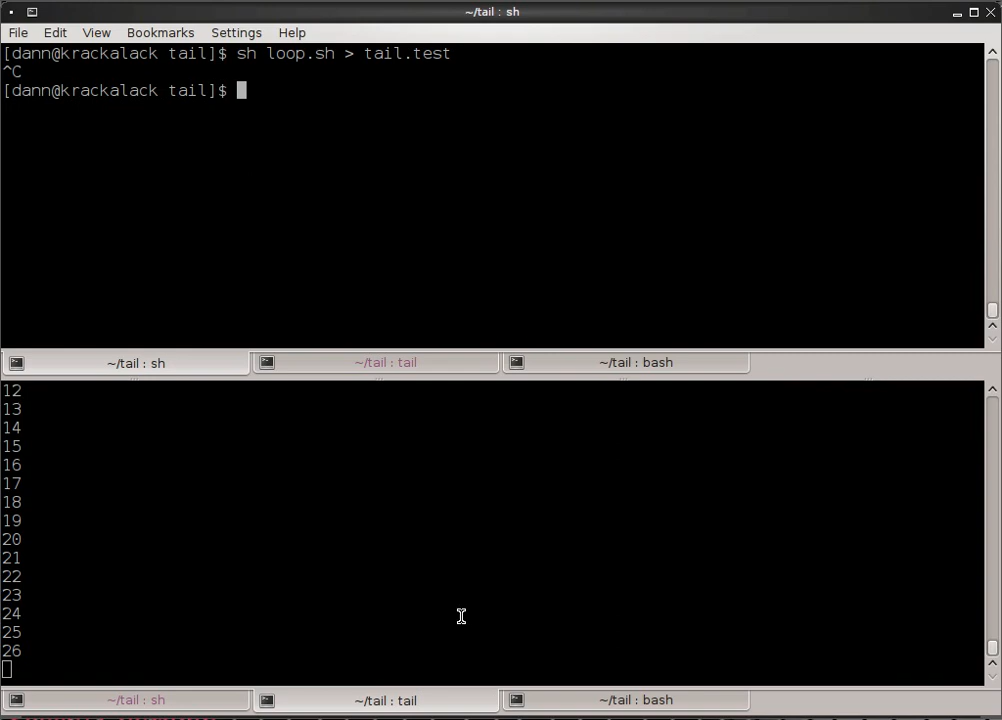 ~/tail : sh
File Edit View Bookmarks Settings Help
[dann@krackalack tail]$ sh loop.sh > tail.test
^C
[dann@krackalack tail]$
~/tail : sh ~/tail : tail ~/tail : bash
12
13
14
15
16
17
18
19
20
21
22
23
24
25
26
~/tail : sh ~/tail : tail ~/tail : bash